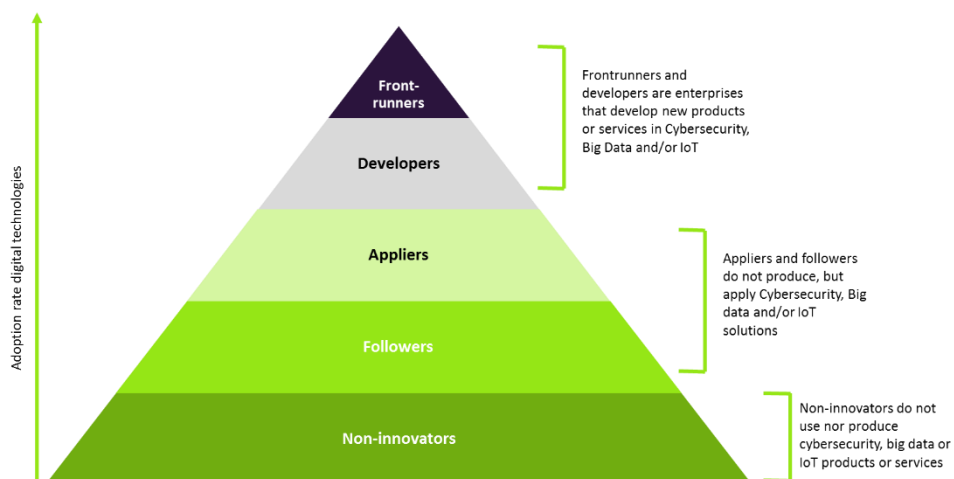 Front-
runners
Developers
Appliers
Followers
Non-innovators
Adoption rate digital technologies
Frontrunners and
developers are enterprises
that develop new products
or services in Cybersecurity,
Big Data and/or IoT
Appliers and followers
do not produce, but
apply Cybersecurity, Big
data and/or IoT
solutions
Non-innovators do not
use nor produce
cybersecurity, big data or
IoT products or services